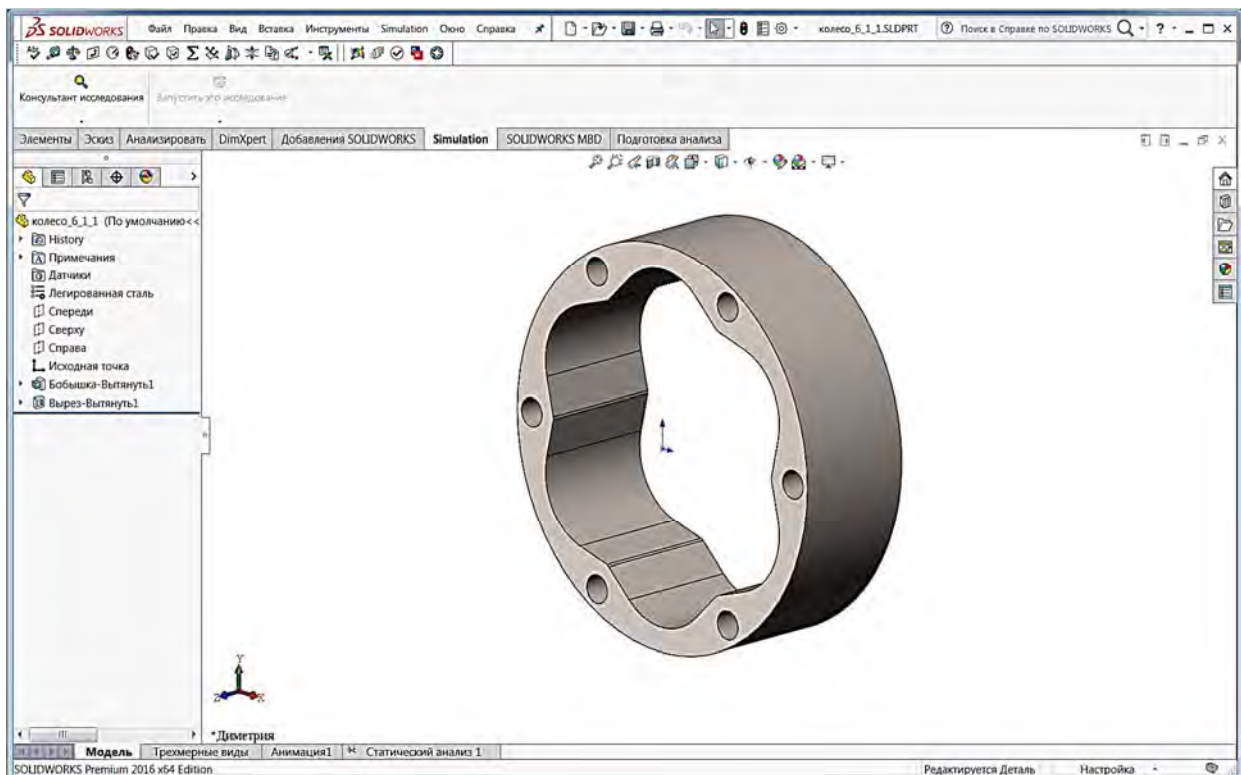 SOLIDWORKS Файл Правка Вид Вставка Инструменты Simulation Окно Справка колесо_6_1_1.SLDPRT Поиск в Справке по SOLIDWORKS
Консультант исследования Запустить это исследование
Элементы Эскиз Анализировать DimXpert Добавления SOLIDWORKS Simulation SOLIDWORKS MBD Подготовка анализа
колесо_6_1_1 (По умолчанию<<
History
Примечания
Датчики
Легированная сталь
Спереди
Сверху
Справа
Исходная точка
Бобышка-Вытянуть1
Вырез-Вытянуть1
Y
Z X
*Диметрия
Модель Трехмерные виды Анимация1 Статический анализ 1
SOLIDWORKS Premium 2016 x64 Edition Редактируется Деталь Настройка